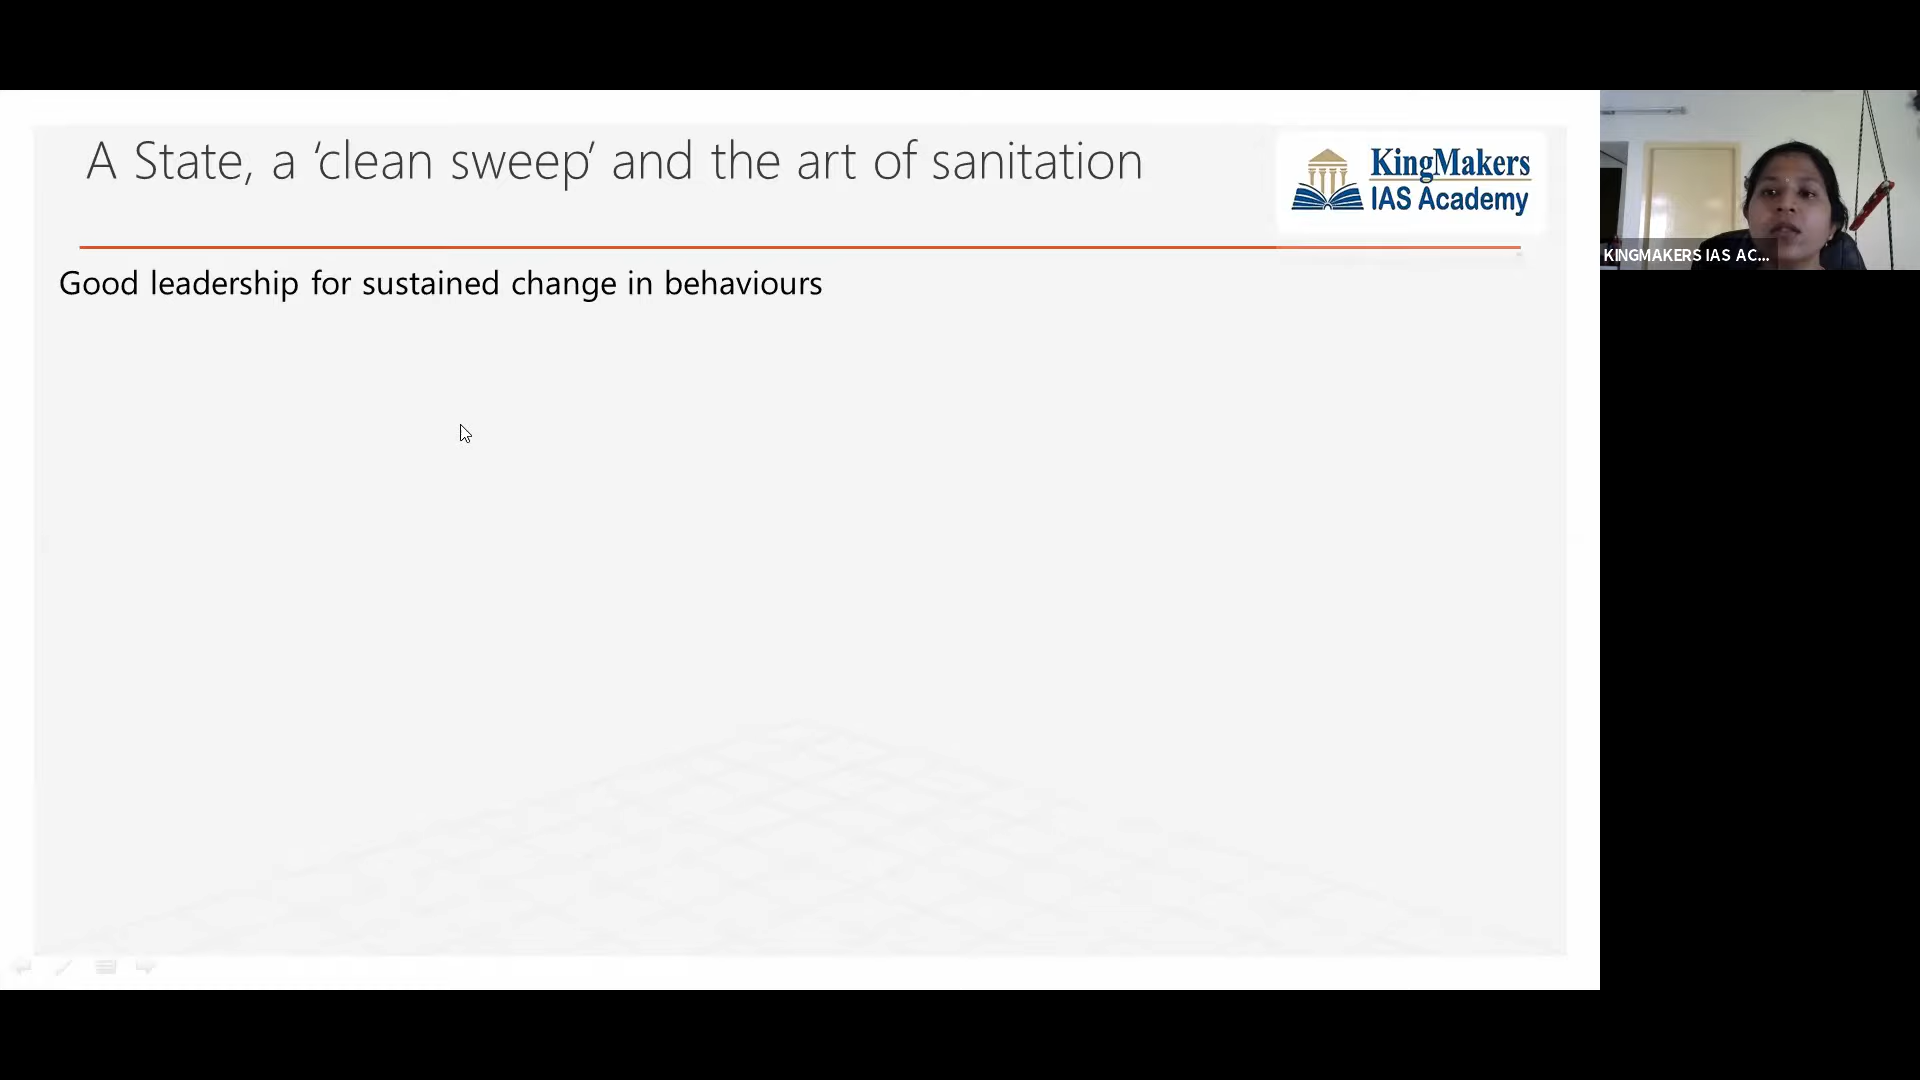 A State, a ‘clean sweep’ and the art of sanitation
KingMakers
IAS Academy
KINGMAKERS IAS AC...
Good leadership for sustained change in behaviours